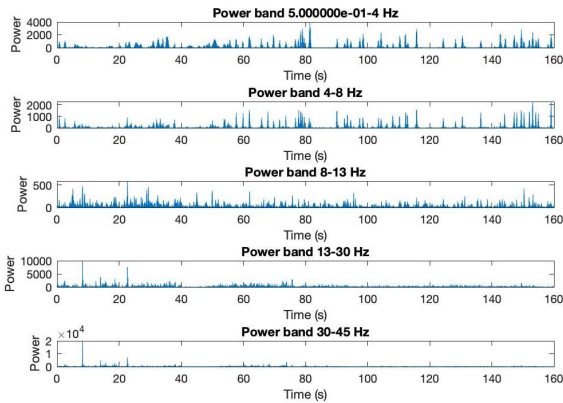 Power band 5.000000e-01-4 Hz
4000
2000
0
Power
0 20 40 60 80 100 120 140 160
Time (s)
Power band 4-8 Hz
2000
1000
0
Power
0 20 40 60 80 100 120 140 160
Time (s)
Power band 8-13 Hz
500
0
Power
0 20 40 60 80 100 120 140 160
Time (s)
Power band 13-30 Hz
10000
5000
0
Power
0 20 40 60 80 100 120 140 160
Time (s)
Power band 30-45 Hz
×10^4
2
1
0
Power
0 20 40 60 80 100 120 140 160
Time (s)